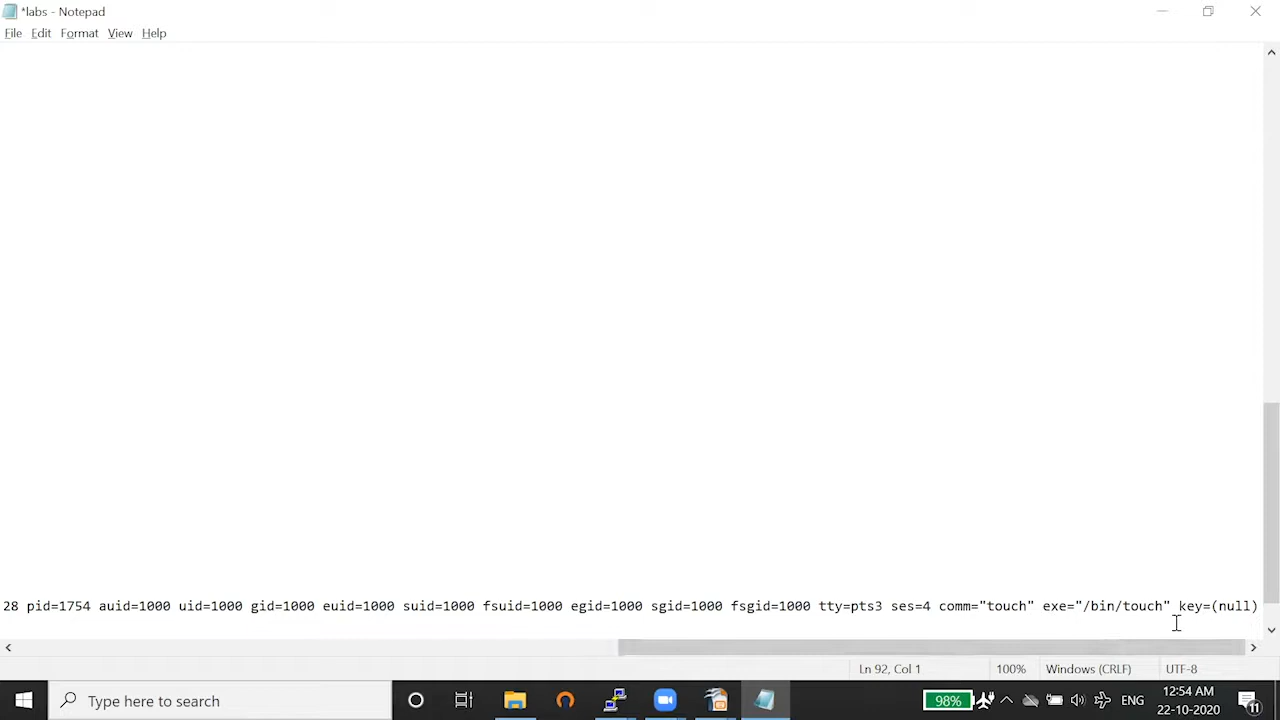 *labs - Notepad
File Edit Format View Help
28 pid=1754 auid=1000 uid=1000 gid=1000 euid=1000 suid=1000 fsuid=1000 egid=1000 sgid=1000 fsgid=1000 tty=pts3 ses=4 comm="touch" exe="/bin/touch" key=(null)
Ln 92, Col 1 100% Windows (CRLF) UTF-8
Type here to search 98% ENG 12:54 AM 22-10-2020 11